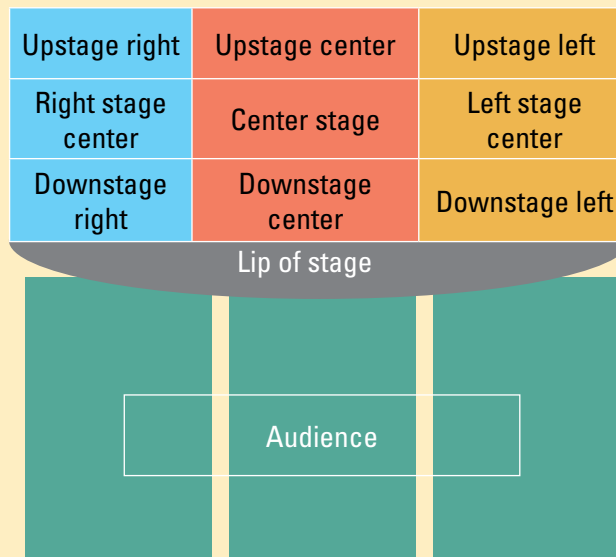 Upstage right
Upstage center
Upstage left
Right stage
center
Center stage
Left stage
center
Downstage
right
Downstage
center
Downstage left
Lip of stage
Audience